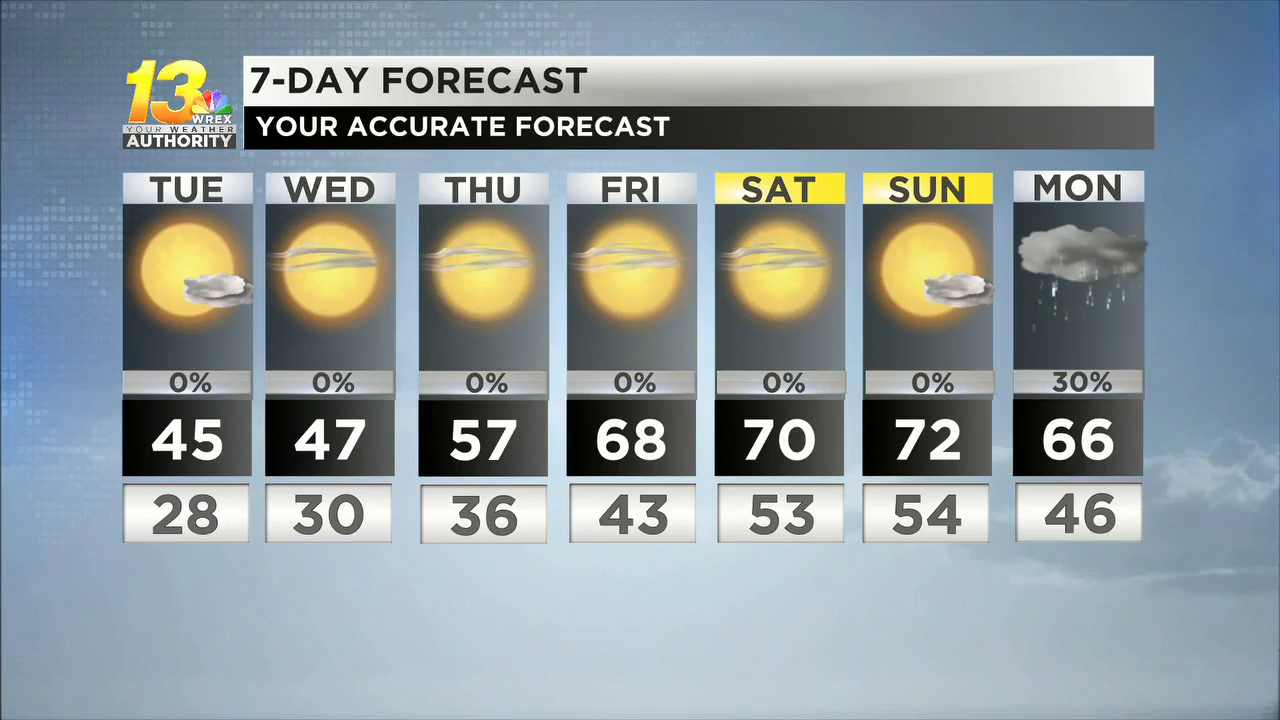 13
WREX
YOUR WEATHER
AUTHORITY
7-DAY FORECAST
YOUR ACCURATE FORECAST
TUE WED THU FRI SAT SUN MON
0% 0% 0% 0% 0% 0% 30%
45 47 57 68 70 72 66
28 30 36 43 53 54 46